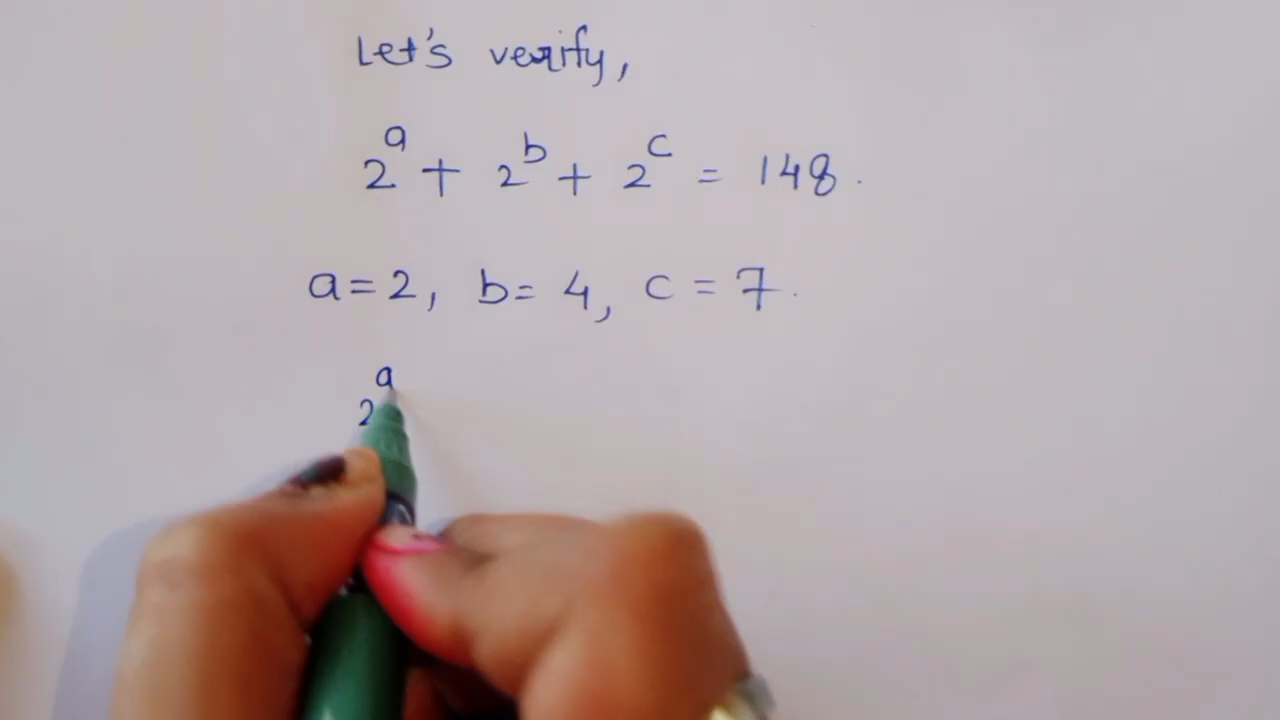 Let's verify,
2^a + 2^b + 2^c = 148.
a=2, b=4, c=7.
2^a